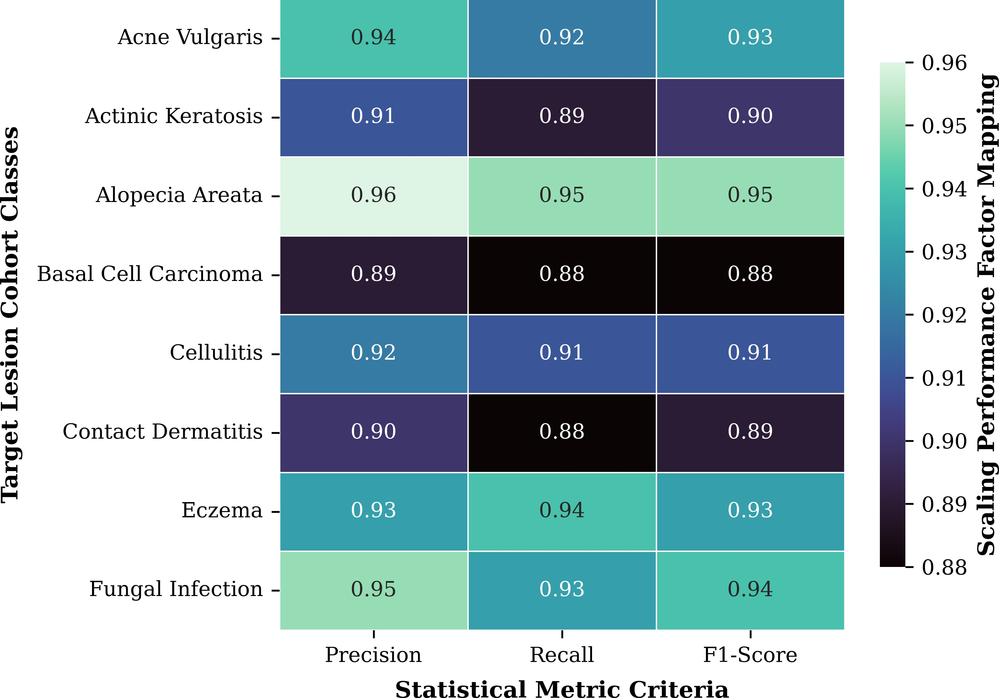 Target Lesion Cohort Classes
Acne Vulgaris 0.94 0.92 0.93
Actinic Keratosis 0.91 0.89 0.90
Alopecia Areata 0.96 0.95 0.95
Basal Cell Carcinoma 0.89 0.88 0.88
Cellulitis 0.92 0.91 0.91
Contact Dermatitis 0.90 0.88 0.89
Eczema 0.93 0.94 0.93
Fungal Infection 0.95 0.93 0.94
Precision Recall F1-Score
Statistical Metric Criteria
0.96
0.95
0.94
0.93
0.92
0.91
0.90
0.89
0.88
Scaling Performance Factor Mapping